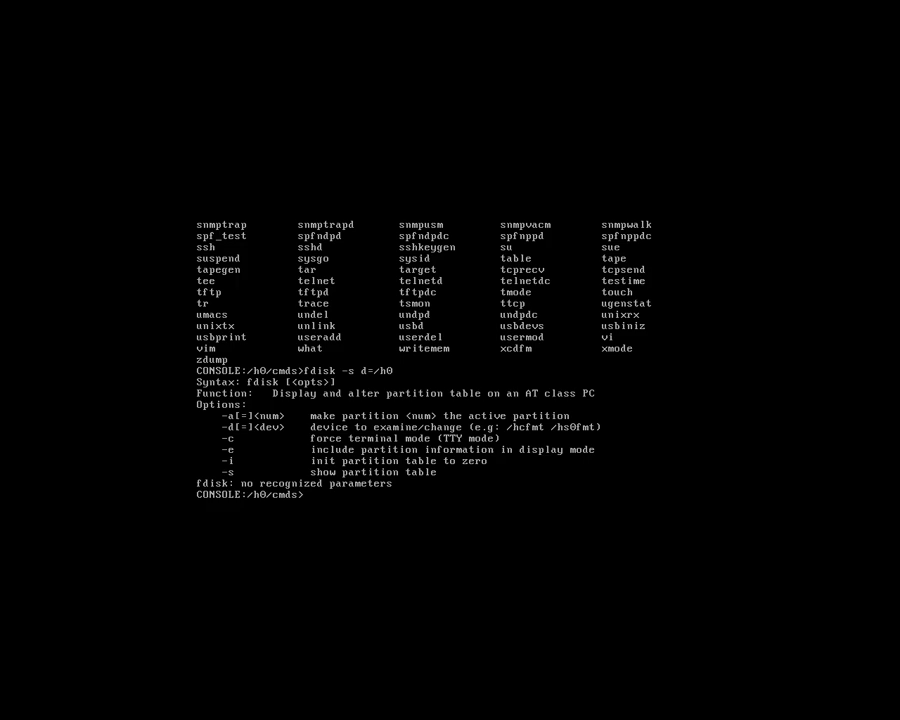 snmptrap snmptrapd snmpusm snmpvacm snmpwalk
spf_test spfndpd spfndpdc spfnppd spfnppdc
ssh sshd sshkeygen su sue
suspend sysgo sysid table tape
tapegen tar target tcprecv tcpsend
tee telnet telnetd telnetdc testime
tftp tftpd tftpdc tmode touch
tr trace tsmon ttcp ugenstat
umacs undel undpd undpdc unixrx
unixtx unlink usbd usbdevs usbiniz
usbprint useradd userdel usermod vi
vim what writemem xcdfm xmode
zdump
CONSOLE:/h0/cmds>fdisk -s d=/h0
Syntax: fdisk [<opts>]
Function: Display and alter partition table on an AT class PC
Options:
-a[=]<num> make partition <num> the active partition
-d[=]<dev> device to examine/change (e.g: /hcfmt /hs0fmt)
-c force terminal mode (TTY mode)
-e include partition information in display mode
-i init partition table to zero
-s show partition table
fdisk: no recognized parameters
CONSOLE:/h0/cmds>